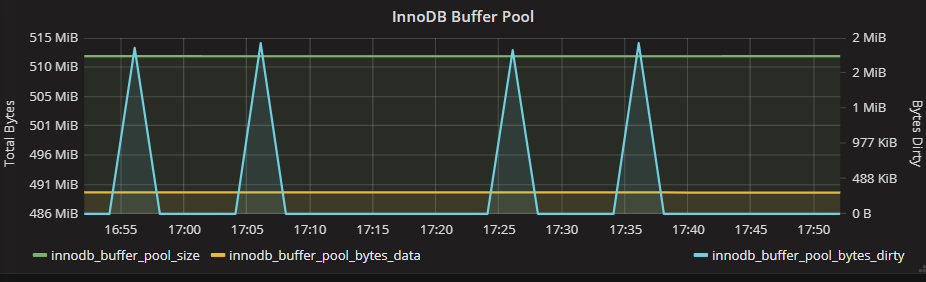 InnoDB Buffer Pool
515 MiB
510 MiB
505 MiB
501 MiB
496 MiB
491 MiB
486 MiB
Total Bytes
2 MiB
2 MiB
1 MiB
977 KiB
488 KiB
0 B
Bytes Dirty
16:55 17:00 17:05 17:10 17:15 17:20 17:25 17:30 17:35 17:40 17:45 17:50
innodb_buffer_pool_size innodb_buffer_pool_bytes_data innodb_buffer_pool_bytes_dirty